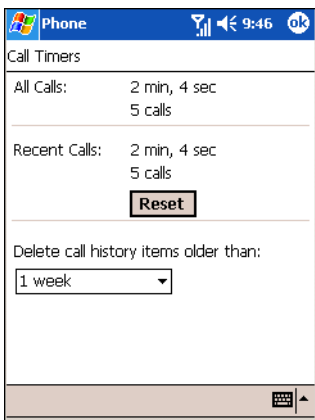 Phone 9:46 ok
Call Timers
All Calls: 2 min, 4 sec
5 calls
Recent Calls: 2 min, 4 sec
5 calls
Reset
Delete call history items older than:
1 week